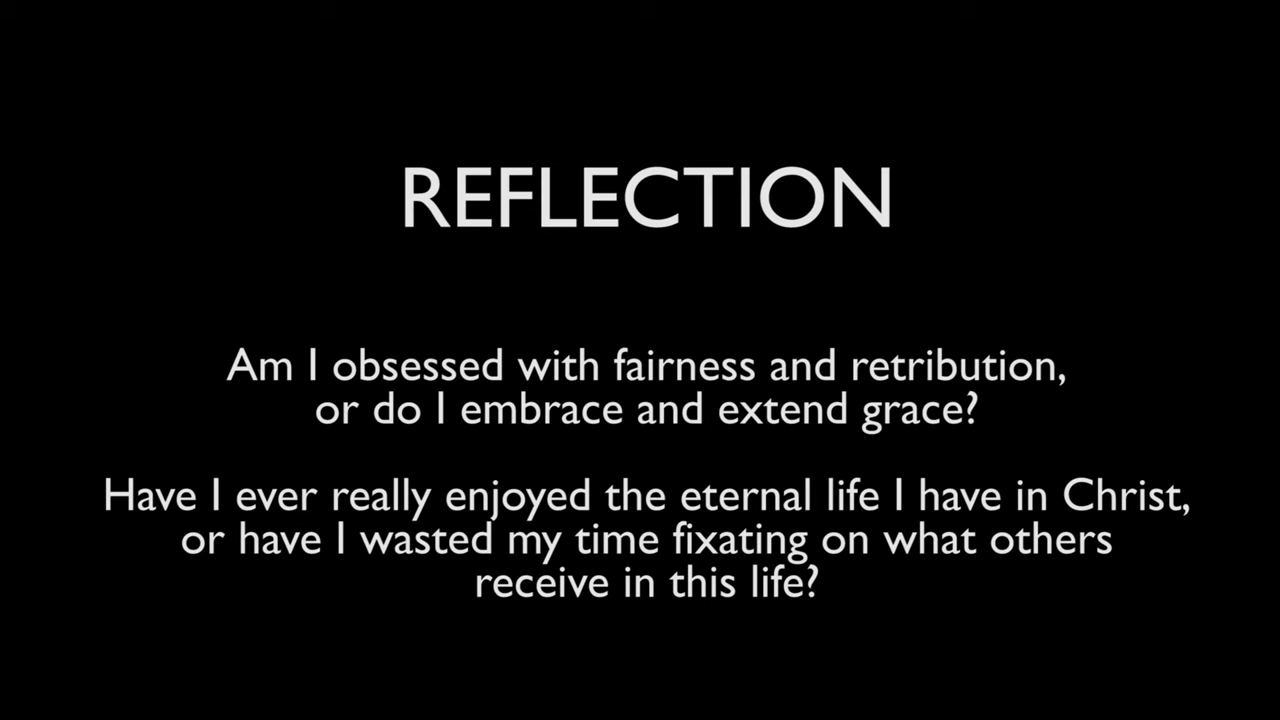 REFLECTION
Am I obsessed with fairness and retribution,
or do I embrace and extend grace?
Have I ever really enjoyed the eternal life I have in Christ,
or have I wasted my time fixating on what others
receive in this life?